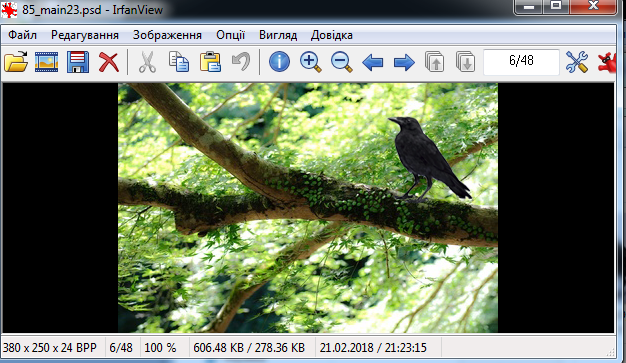 85_main23.psd - IrfanView
Файл Редагування Зображення Опції Вигляд Довідка
6/48
380 x 250 x 24 BPP 6/48 100 % 606.48 KB / 278.36 KB 21.02.2018 / 21:23:15